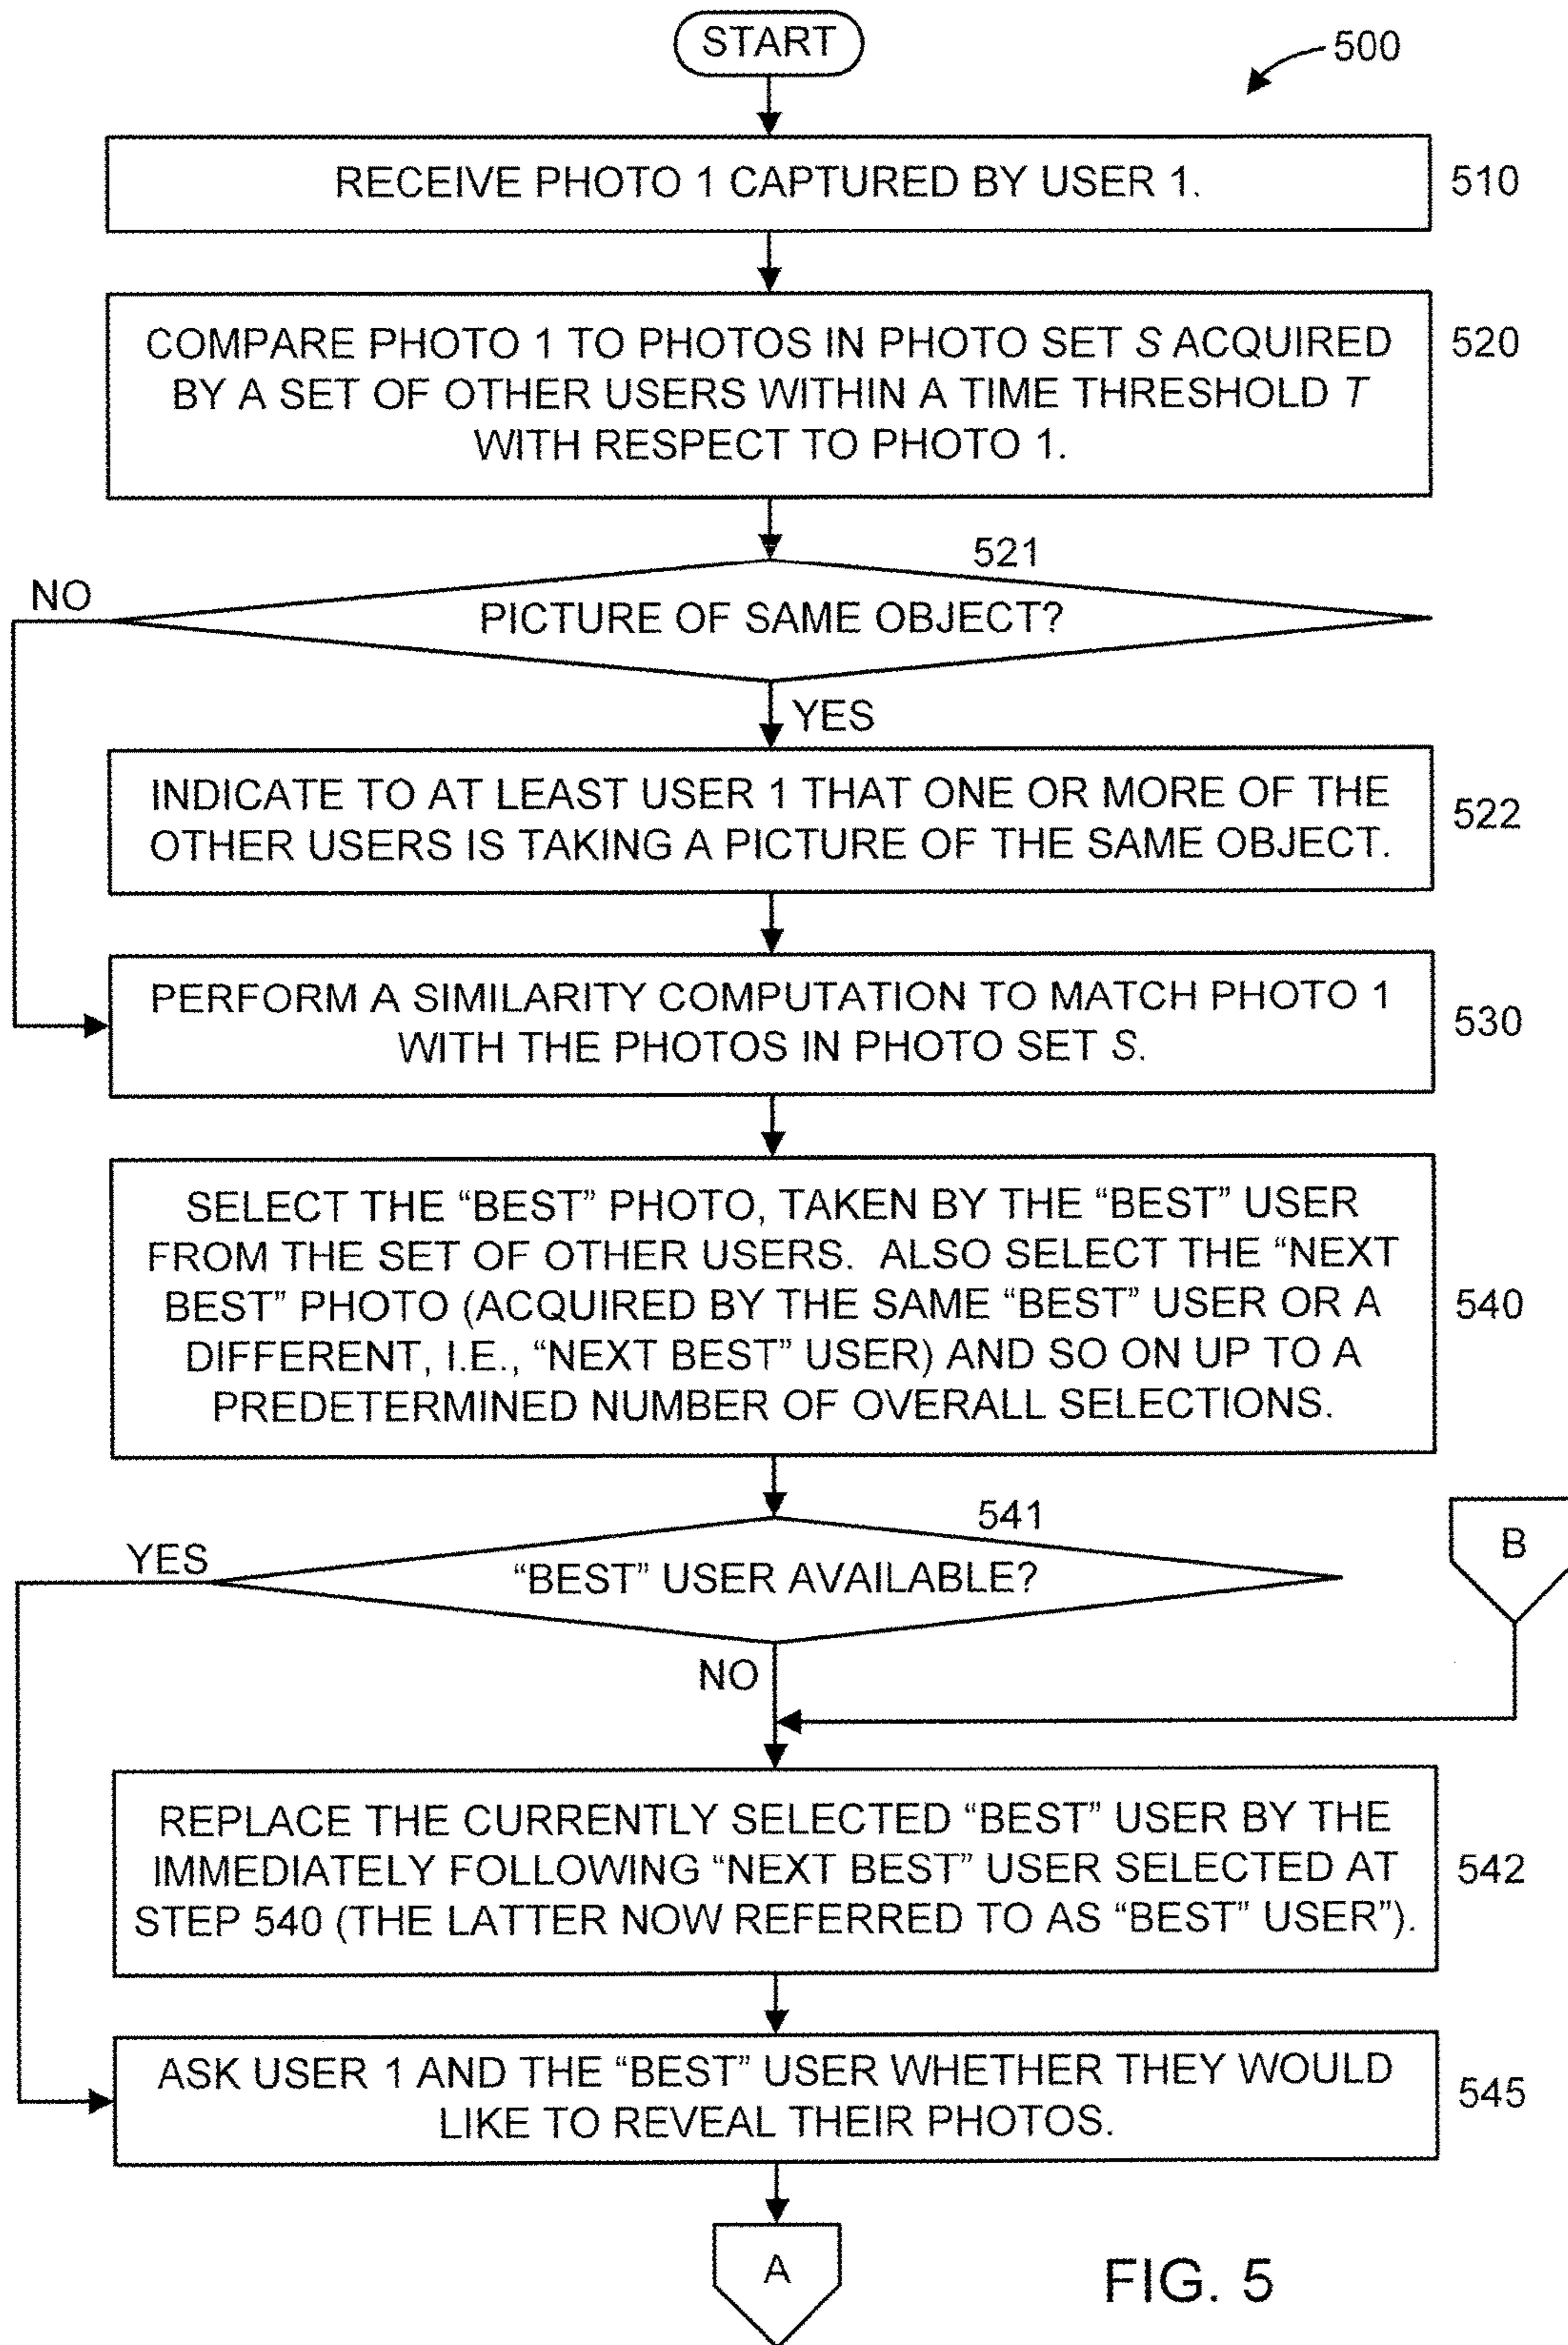 START
500
RECEIVE PHOTO 1 CAPTURED BY USER 1.
510
COMPARE PHOTO 1 TO PHOTOS IN PHOTO SET S ACQUIRED
BY A SET OF OTHER USERS WITHIN A TIME THRESHOLD T
WITH RESPECT TO PHOTO 1.
520
521
NO
PICTURE OF SAME OBJECT?
YES
INDICATE TO AT LEAST USER 1 THAT ONE OR MORE OF THE
OTHER USERS IS TAKING A PICTURE OF THE SAME OBJECT.
522
PERFORM A SIMILARITY COMPUTATION TO MATCH PHOTO 1
WITH THE PHOTOS IN PHOTO SET S.
530
SELECT THE “BEST” PHOTO, TAKEN BY THE “BEST” USER
FROM THE SET OF OTHER USERS. ALSO SELECT THE “NEXT
BEST” PHOTO (ACQUIRED BY THE SAME “BEST” USER OR A
DIFFERENT, I.E., “NEXT BEST” USER) AND SO ON UP TO A
PREDETERMINED NUMBER OF OVERALL SELECTIONS.
540
541
YES
“BEST” USER AVAILABLE?
B
NO
REPLACE THE CURRENTLY SELECTED “BEST” USER BY THE
IMMEDIATELY FOLLOWING “NEXT BEST” USER SELECTED AT
STEP 540 (THE LATTER NOW REFERRED TO AS “BEST” USER”).
542
ASK USER 1 AND THE “BEST” USER WHETHER THEY WOULD
LIKE TO REVEAL THEIR PHOTOS.
545
A
FIG. 5